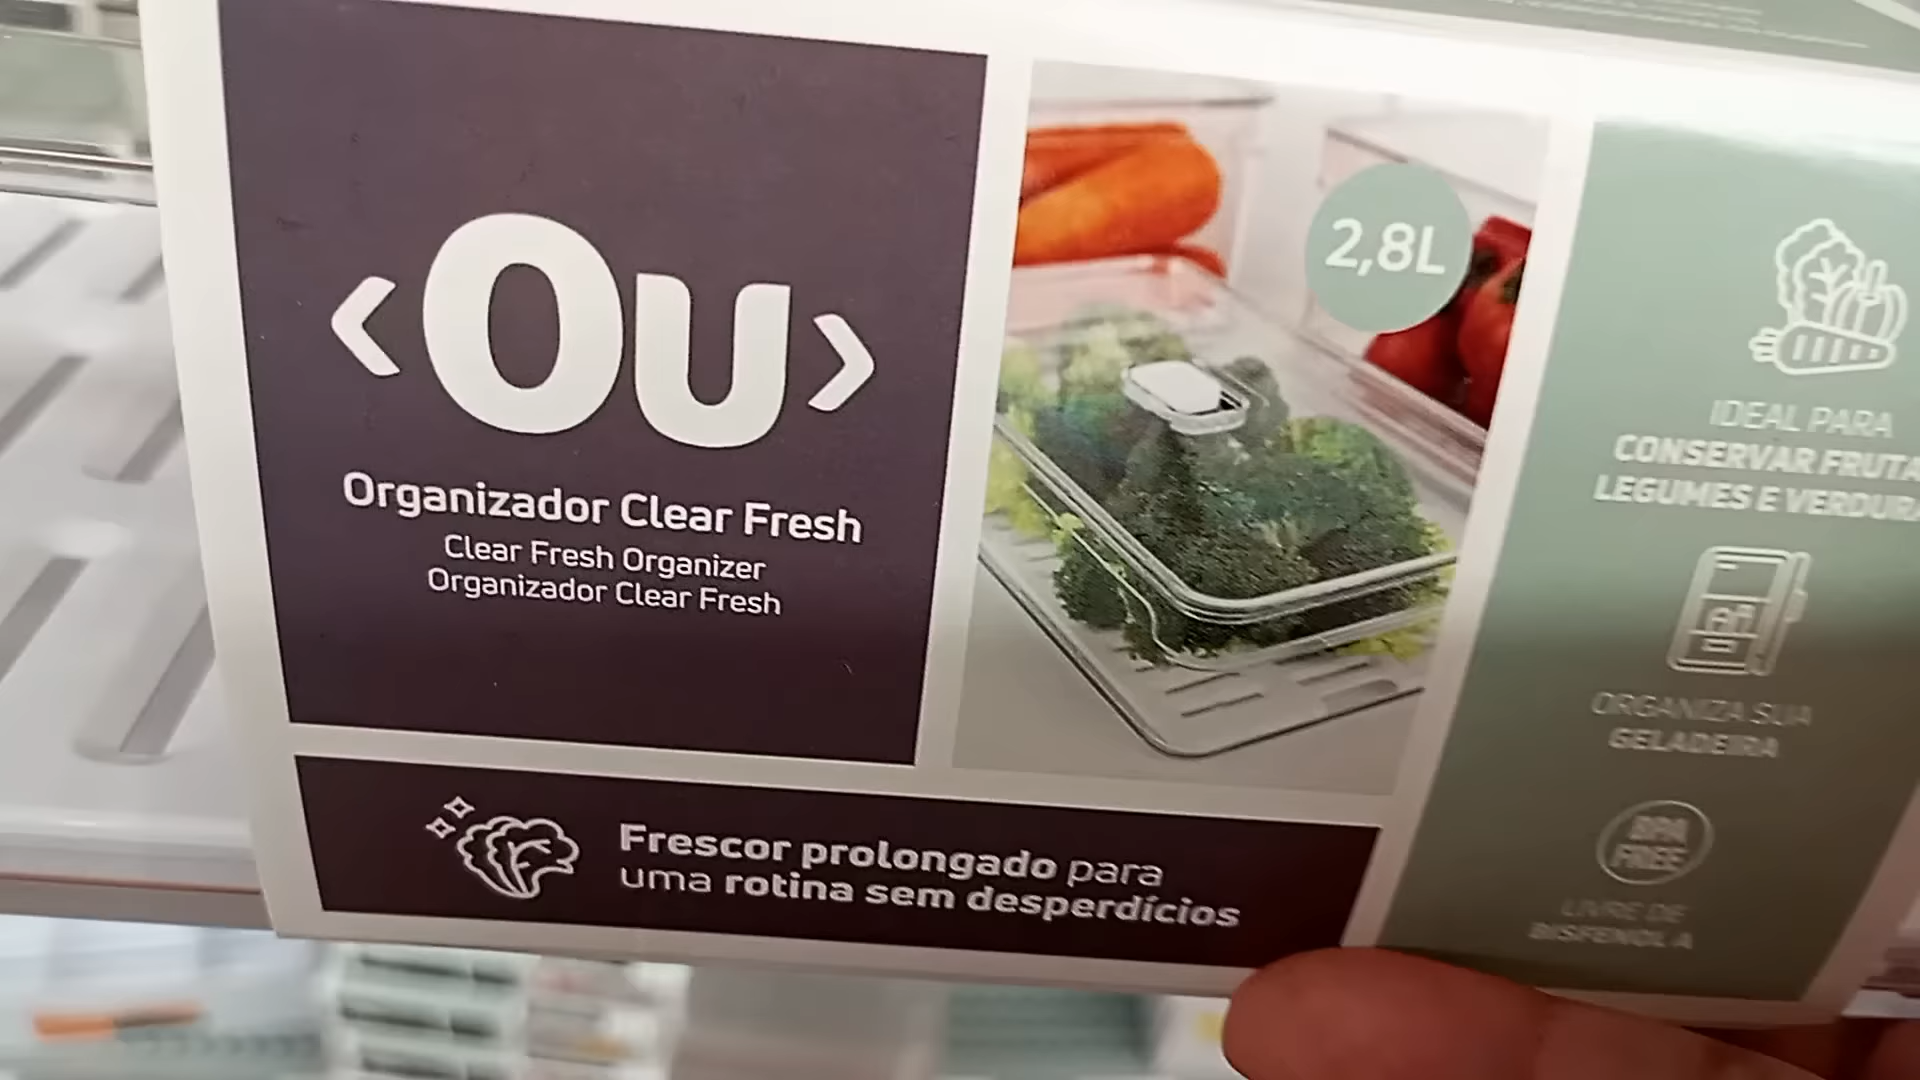 ‹Ou›
Organizador Clear Fresh
Clear Fresh Organizer
Organizador Clear Fresh
Frescor prolongado para
uma rotina sem desperdícios
2,8L
IDEAL PARA
CONSERVAR FRUTA
LEGUMES E VERDURA
ORGANIZA SUA
GELADEIRA
BPA
FREE
LIVRE DE
BISFENOL A